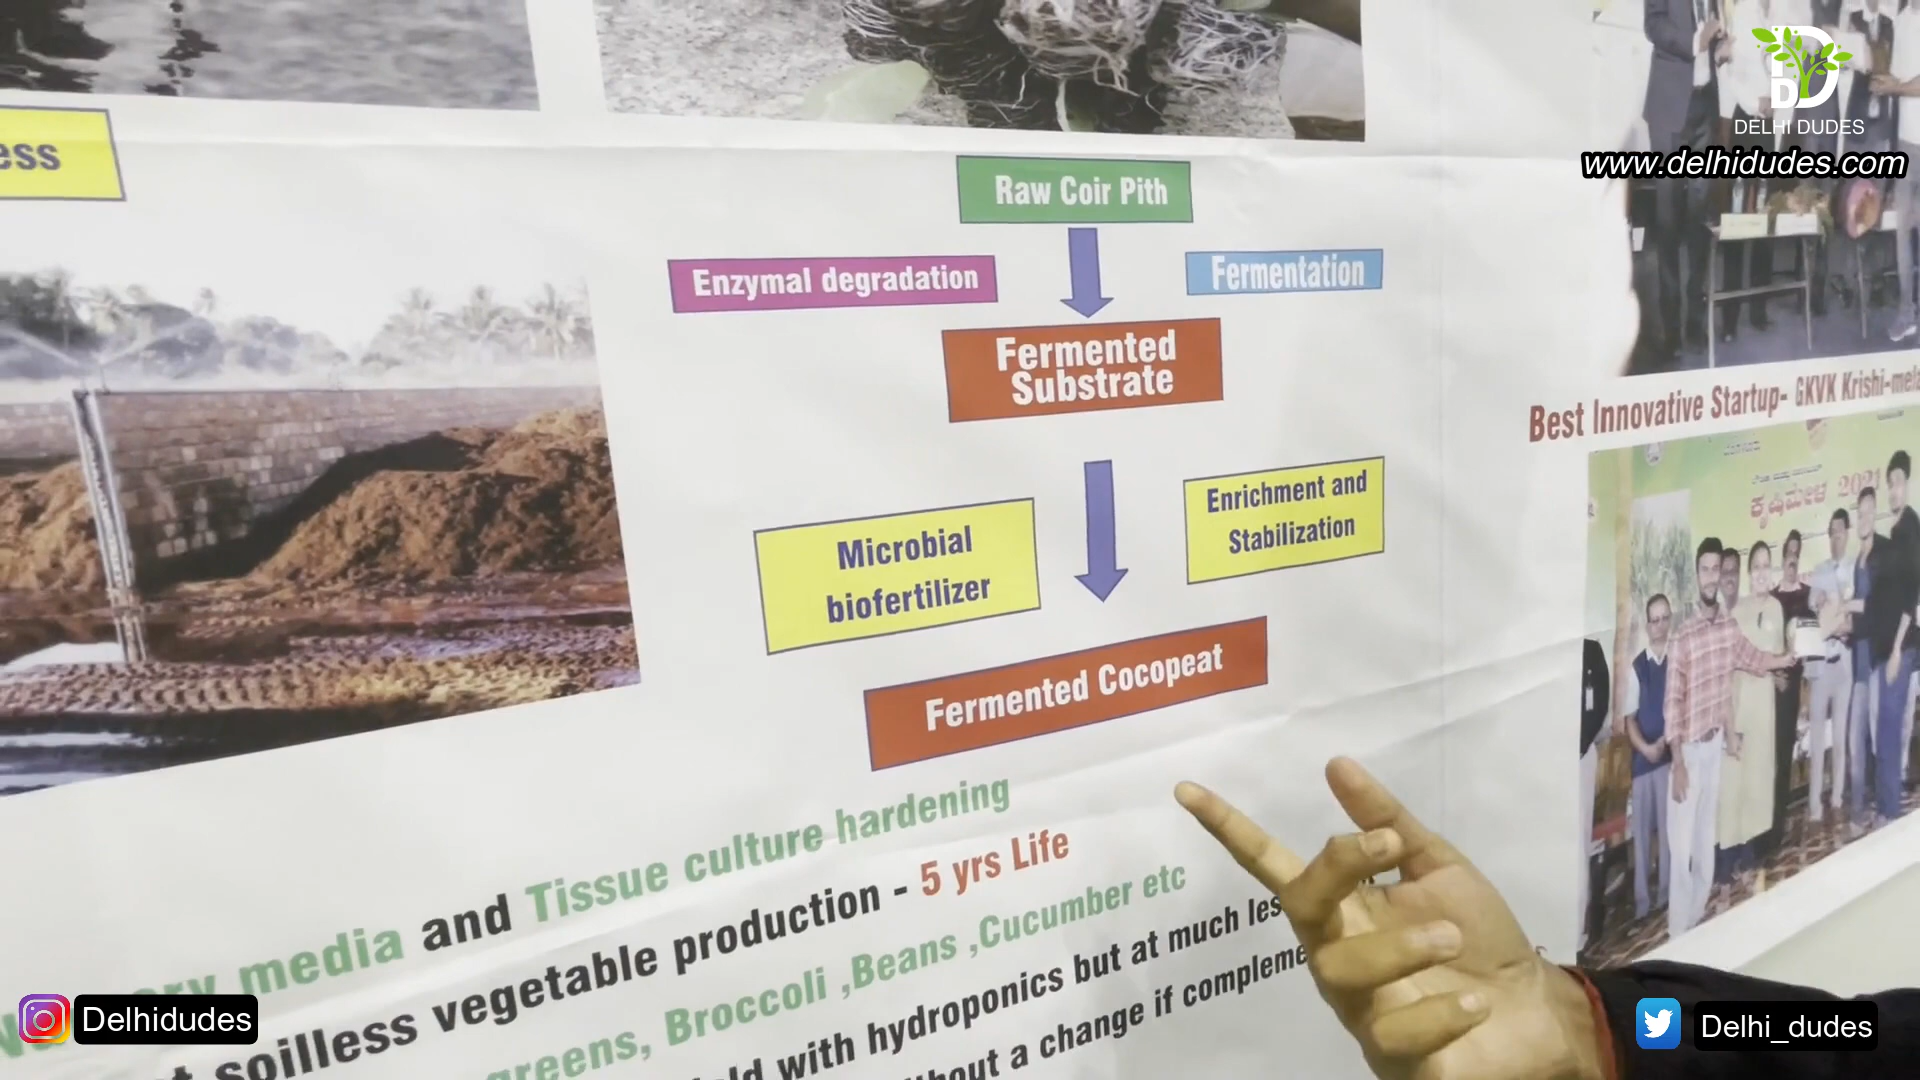 DELHI DUDES
www.delhidudes.com
ess
Raw Coir Pith
Enzymal degradation
Fermentation
Fermented
Substrate
Microbial
biofertilizer
Enrichment and
Stabilization
Fermented Cocopeat
Best Innovative Startup- GKVK Krishi-mela
ಕೃಷಿಮೇಳ 2021
media and Tissue culture hardening
soilless vegetable production - 5 yrs Life
greens, Broccoli ,Beans ,Cucumber etc
with hydroponics but at much les
a change if compleme
Delhidudes
Delhi_dudes